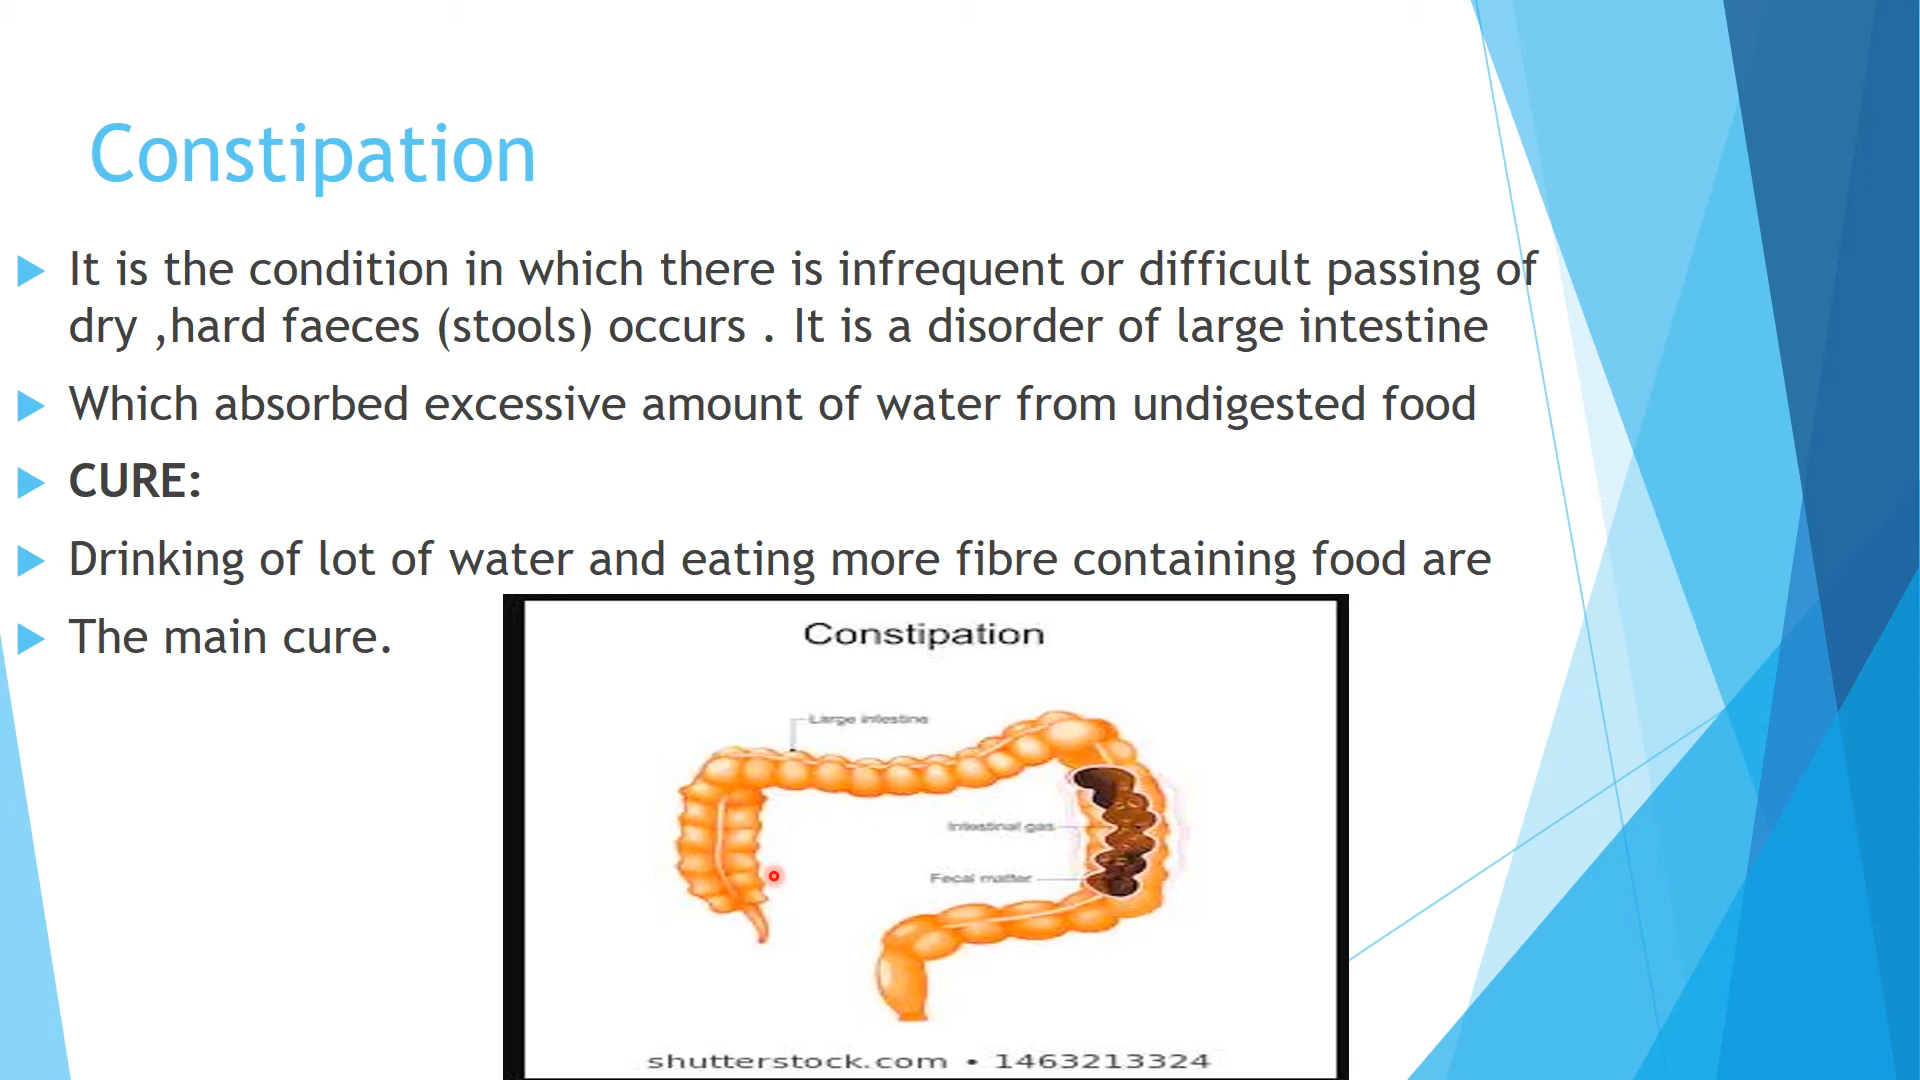 Constipation
It is the condition in which there is infrequent or difficult passing of
dry ,hard faeces (stools) occurs . It is a disorder of large intestine
Which absorbed excessive amount of water from undigested food
CURE:
Drinking of lot of water and eating more fibre containing food are
The main cure.
Constipation
Large intestine
Intestinal gas
Fecal matter
shutterstock.com • 1463213324